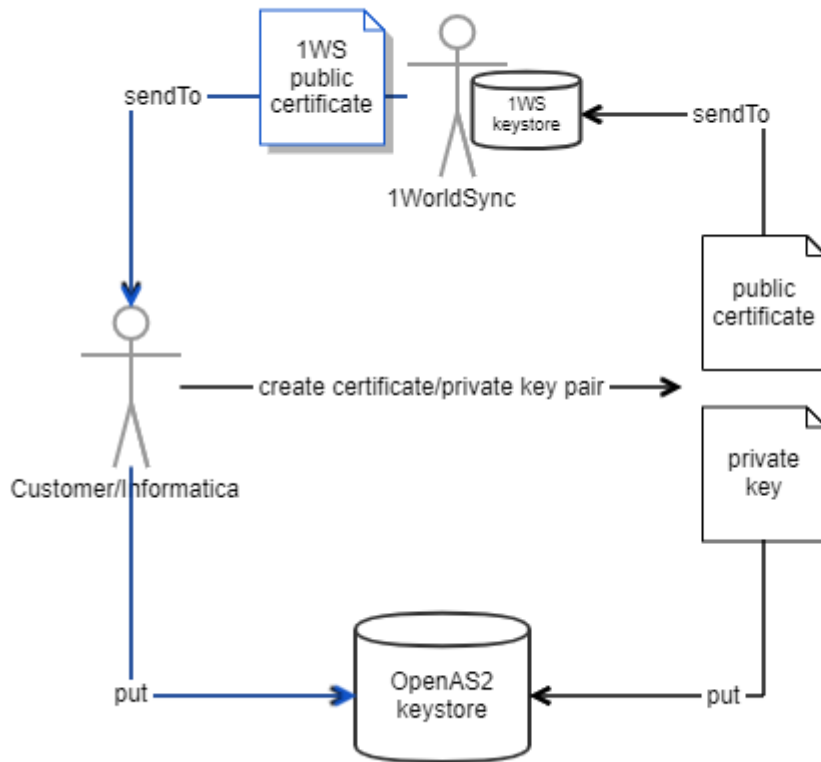 1WS
public
certificate
sendTo
1WS
keystore
sendTo
1WorldSync
public
certificate
create certificate/private key pair
private
key
Customer/Informatica
OpenAS2
keystore
put
put